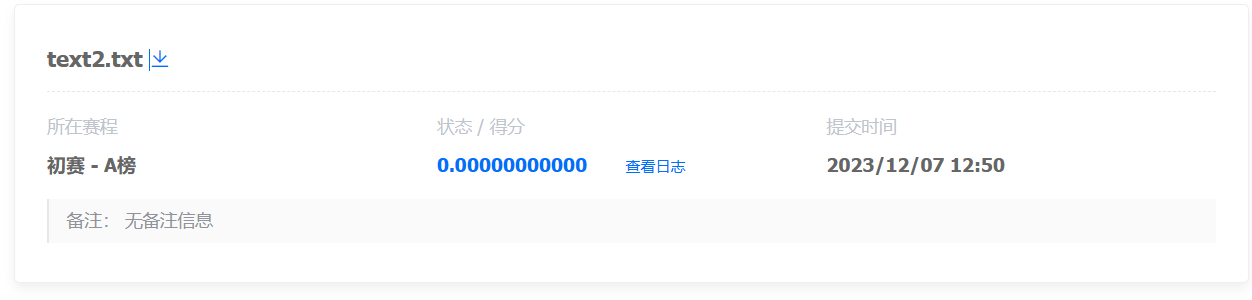 text2.txt
所在赛程 状态 / 得分 提交时间
初赛 - A榜 0.00000000000 查看日志 2023/12/07 12:50
备注： 无备注信息